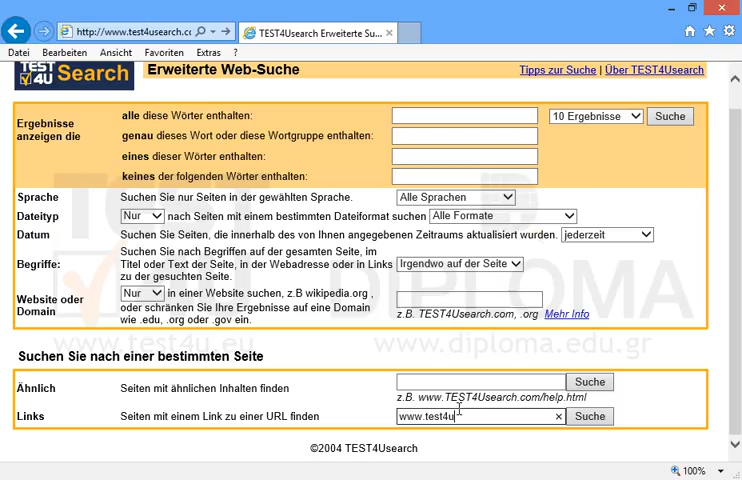 http://www.test4usearch.cc
TEST4Usearch Erweiterte Su...
Datei Bearbeiten Ansicht Favoriten Extras ?
TEST 4U Search
Erweiterte Web-Suche
Tipps zur Suche | Über TEST4Usearch
Ergebnisse anzeigen die
alle diese Wörter enthalten:
10 Ergebnisse
Suche
genau dieses Wort oder diese Wortgruppe enthalten:
eines dieser Wörter enthalten:
keines der folgenden Wörter enthalten:
Sprache Suchen Sie nur Seiten in der gewählten Sprache. Alle Sprachen
Dateityp Nur nach Seiten mit einem bestimmten Dateiformat suchen Alle Formate
Datum Suchen Sie Seiten, die innerhalb des von Ihnen angegebenen Zeitraums aktualisiert wurden. jederzeit
Begriffe: Suchen Sie nach Begriffen auf der gesamten Seite, im
Titel oder Text der Seite, in der Webadresse oder in Links
zu der gesuchten Seite.
Irgendwo auf der Seite
Website oder Domain
Nur in einer Website suchen, z.B wikipedia.org ,
oder schränken Sie Ihre Ergebnisse auf eine Domain
wie .edu, .org oder .gov ein.
z.B. TEST4Usearch.com, .org Mehr Info
Suchen Sie nach einer bestimmten Seite
Ähnlich Seiten mit ähnlichen Inhalten finden Suche
z.B. www.TEST4Usearch.com/help.html
Links Seiten mit einem Link zu einer URL finden www.test4u Suche
©2004 TEST4Usearch
100%
TEST 4U
DIPLOMA
www.test4u.eu www.diploma.edu.gr